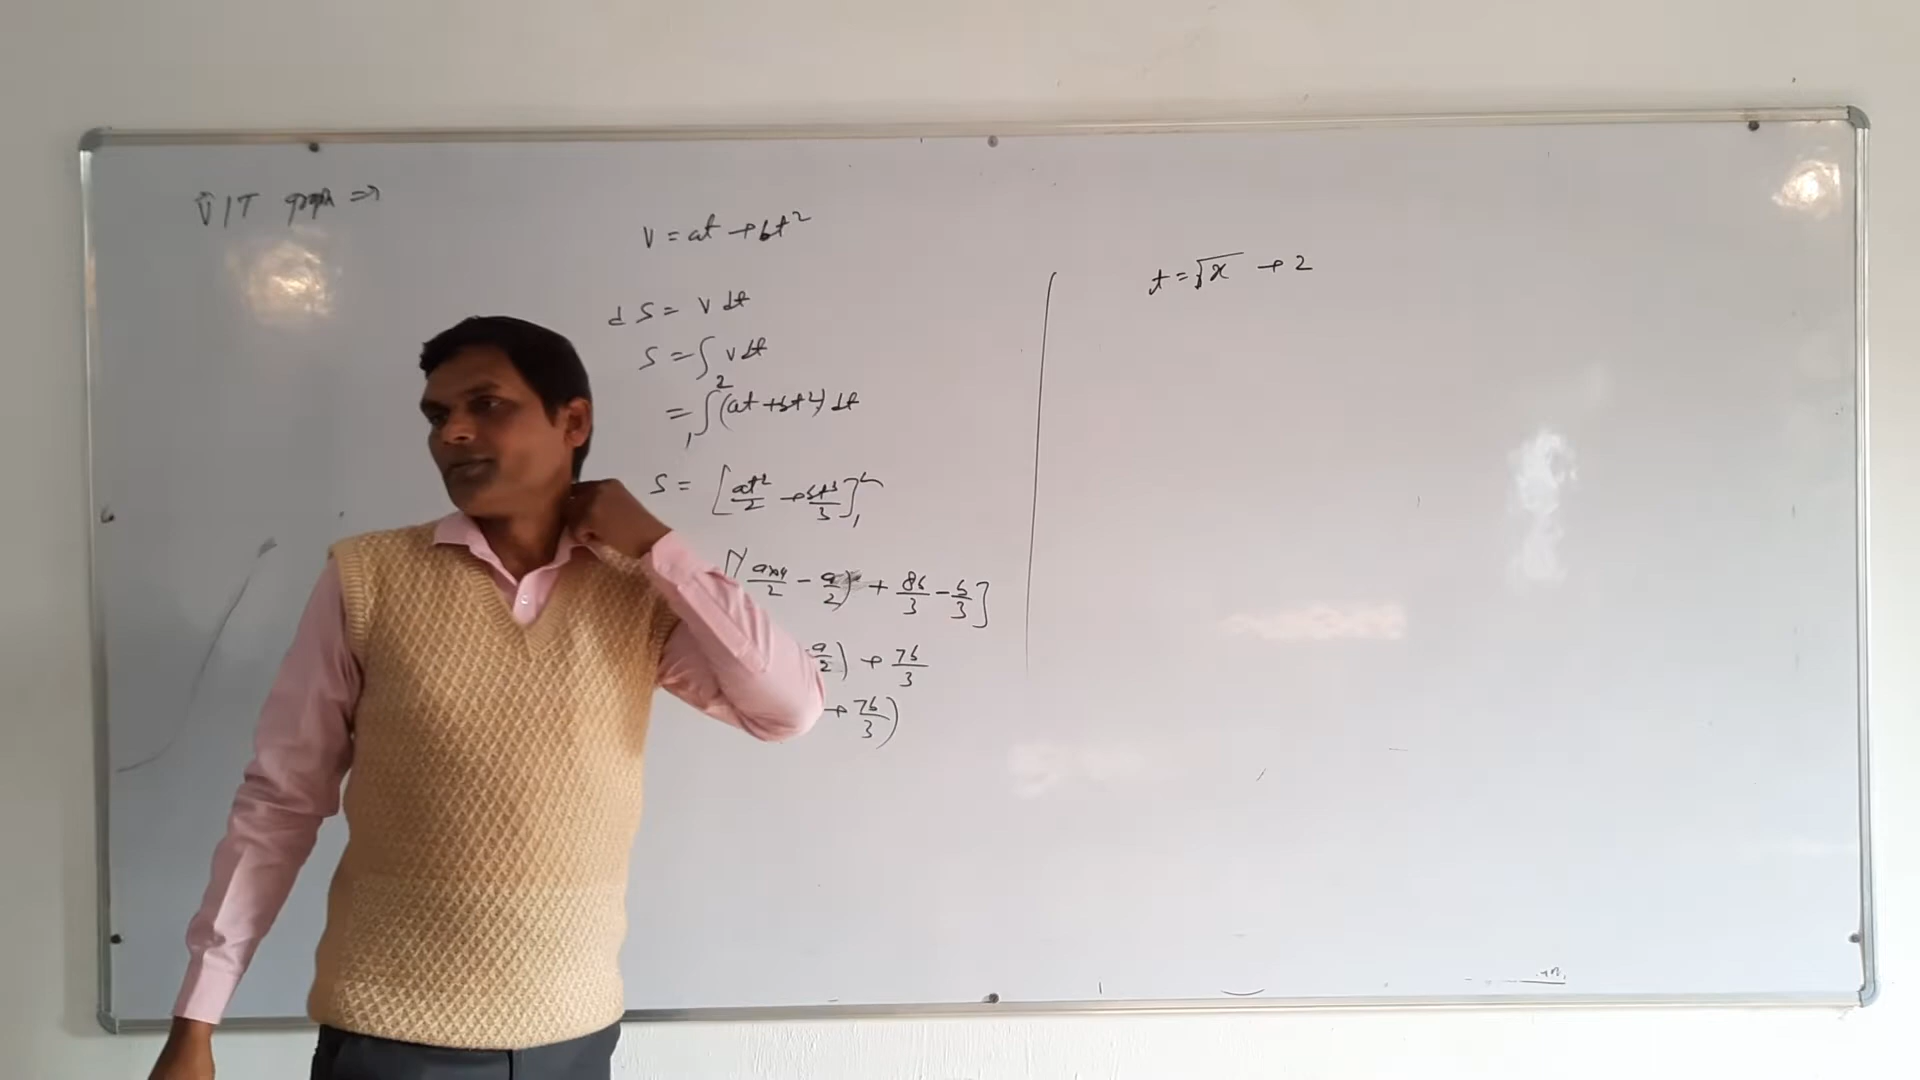 V/T graph ⇒
V = at + bt²
dS = v dt
S = ∫ v dt
= ∫₁² (at + bt²) dt
S = [at²/2 + bt³/3]₁²
[(a×4/2 - a/2) + 8b/3 - b/3]
a/2) + 7b/3
+ 7b/3)
t = √x + 2